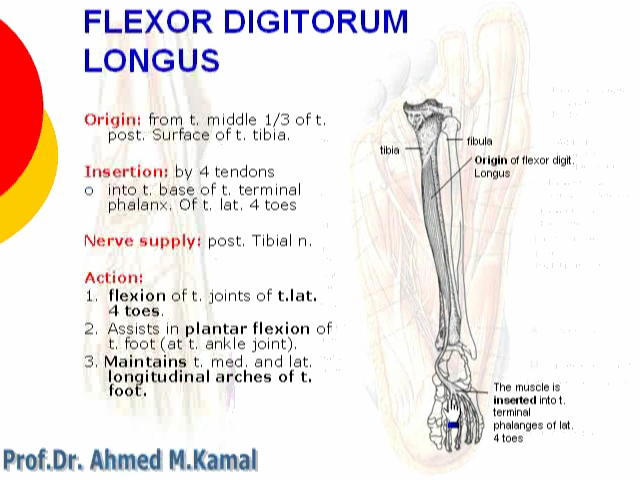 FLEXOR DIGITORUM
LONGUS
Origin: from t. middle 1/3 of t.
post. Surface of t. tibia.
Insertion: by 4 tendons
o into t. base of t. terminal
phalanx. Of t. lat. 4 toes
Nerve supply: post. Tibial n.
Action:
1. flexion of t. joints of t.lat.
4 toes.
2. Assists in plantar flexion of
t. foot (at t. ankle joint).
3. Maintains t. med. and lat.
longitudinal arches of t.
foot.
tibia
fibula
Origin of flexor digit.
Longus
The muscle is
inserted into t.
terminal
phalanges of lat.
4 toes
Prof.Dr. Ahmed M.Kamal